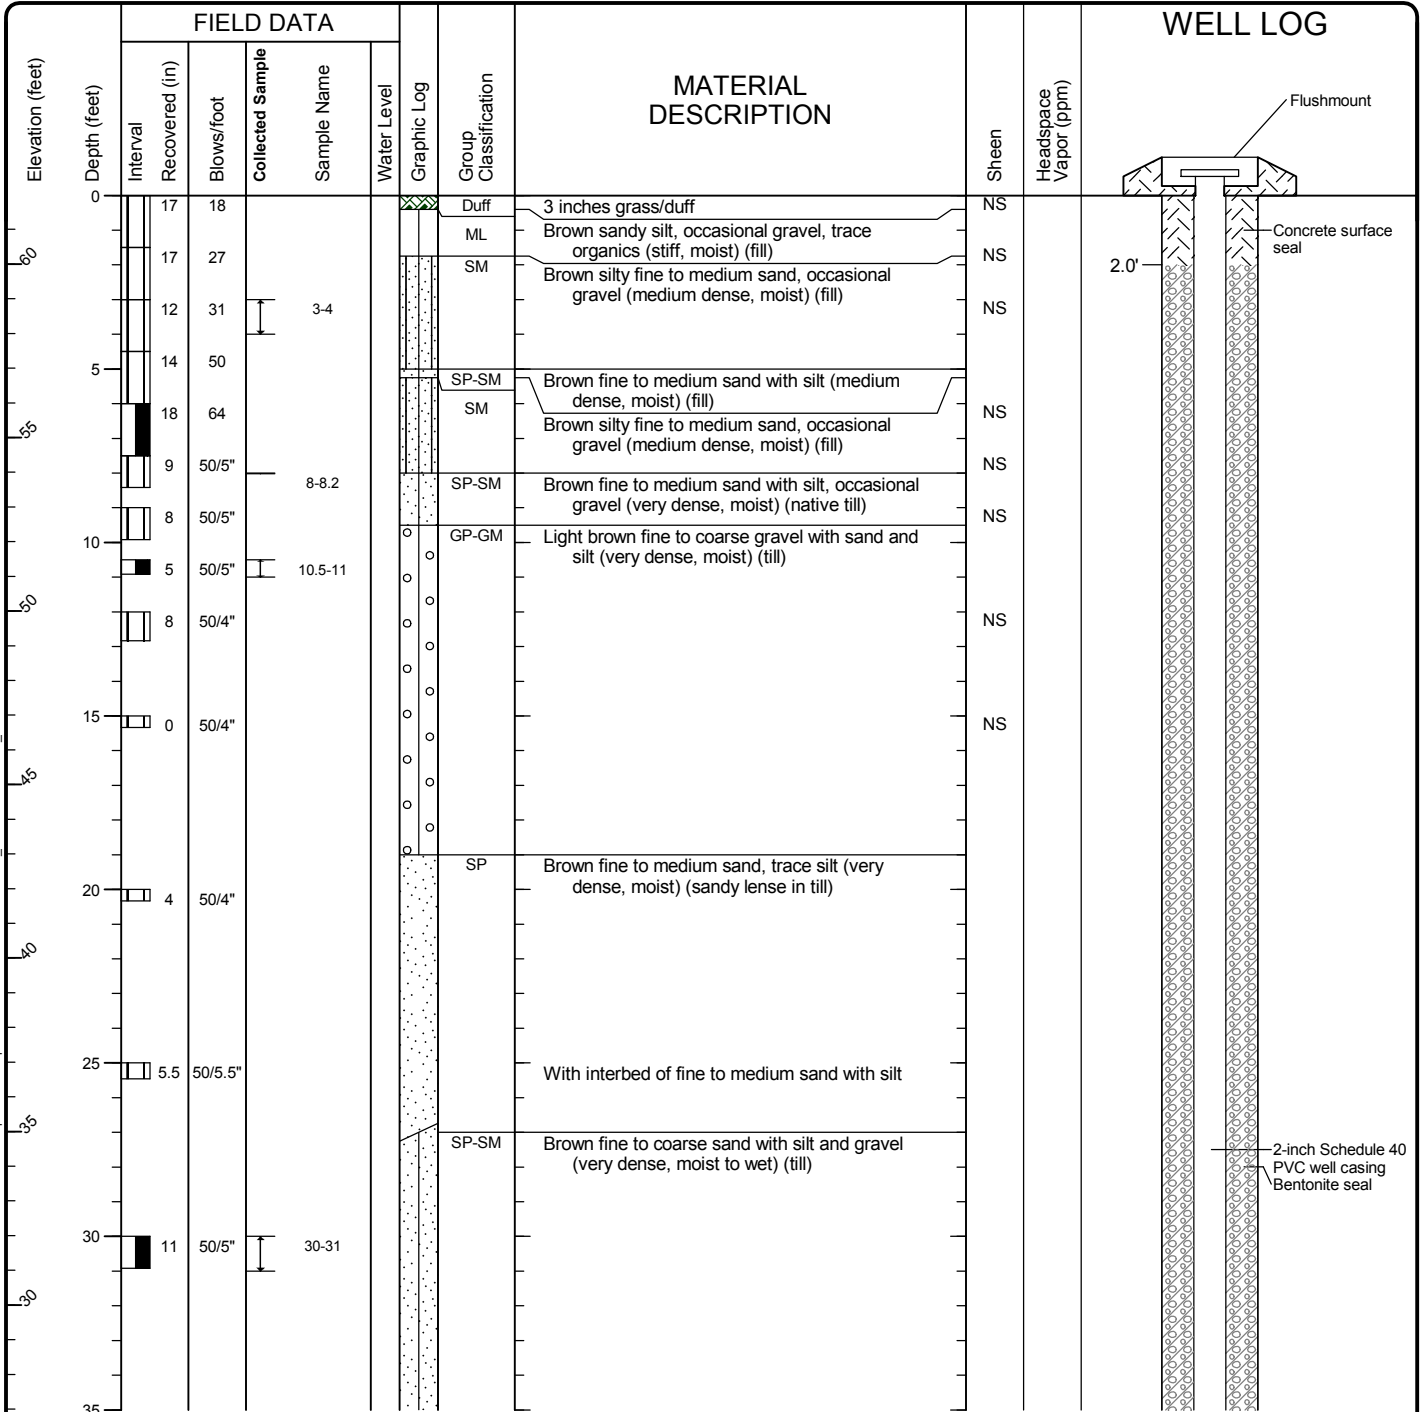 FIELD DATA
WELL LOG
Elevation (feet)
Depth (feet)
Interval
Recovered (in)
Blows/foot
Collected Sample
Sample Name
Water Level
Graphic Log
Group
Classification
MATERIAL
DESCRIPTION
Sheen
Headspace
Vapor (ppm)
Flushmount
0
17 18
Duff
3 inches grass/duff
NS
ML
Brown sandy silt, occasional gravel, trace
organics (stiff, moist) (fill)
Concrete surface
seal
60
17 27
NS
SM
Brown silty fine to medium sand, occasional
gravel (medium dense, moist) (fill)
2.0'
12 31
3-4
NS
14 50
5
SP-SM
Brown fine to medium sand with silt (medium
dense, moist) (fill)
18 64
SM
NS
Brown silty fine to medium sand, occasional
gravel (medium dense, moist) (fill)
55
9 50/5"
NS
8-8.2
SP-SM
Brown fine to medium sand with silt, occasional
gravel (very dense, moist) (native till)
8 50/5"
NS
10
GP-GM
Light brown fine to coarse gravel with sand and
silt (very dense, moist) (till)
5 50/5"
10.5-11
50
8 50/4"
NS
15
0 50/4"
NS
45
SP
Brown fine to medium sand, trace silt (very
dense, moist) (sandy lense in till)
20
4 50/4"
40
25
5.5 50/5.5"
With interbed of fine to medium sand with silt
35
SP-SM
Brown fine to coarse sand with silt and gravel
(very dense, moist to wet) (till)
2-inch Schedule 40
PVC well casing
Bentonite seal
30
11 50/5"
30-31
30
35